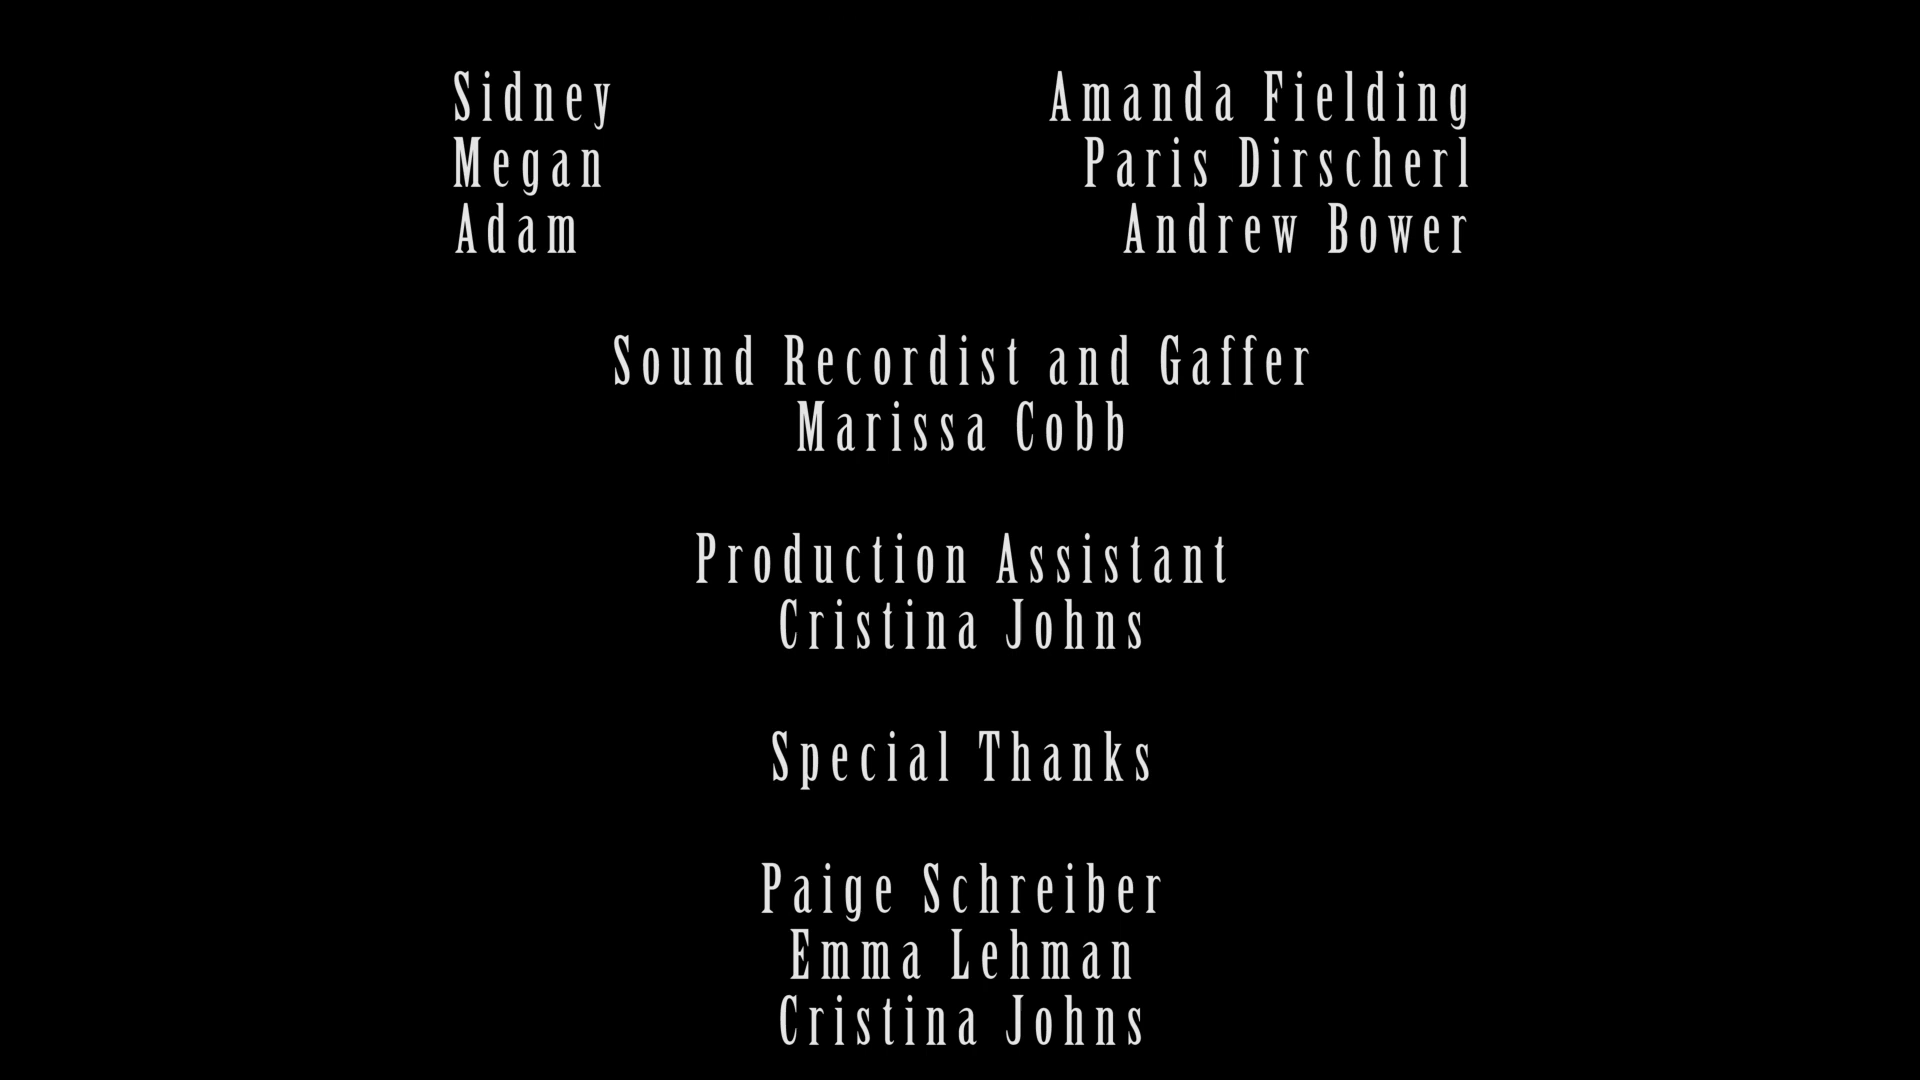 Sidney Amanda Fielding
Megan Paris Dirscherl
Adam Andrew Bower
Sound Recordist and Gaffer
Marissa Cobb
Production Assistant
Cristina Johns
Special Thanks
Paige Schreiber
Emma Lehman
Cristina Johns